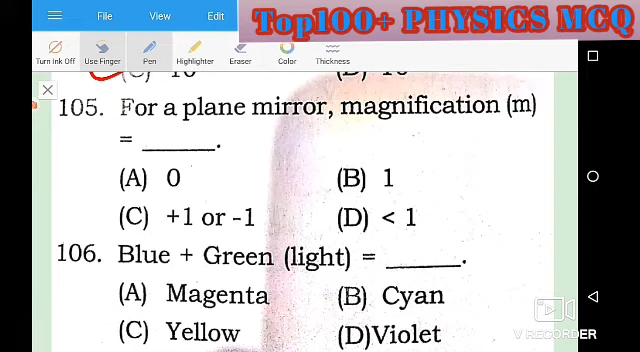 File View Edit
Top100+ PHYSICS MCQ
Turn Ink Off Use Finger Pen Highlighter Eraser Color Thickness
105. For a plane mirror, magnification (m)
= ______.
(A) 0 (B) 1
(C) +1 or -1 (D) < 1
106. Blue + Green (light) = ______.
(A) Magenta (B) Cyan
(C) Yellow (D)Violet
V RECORDER